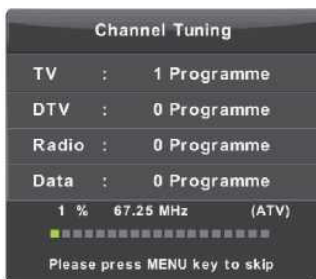 Channel Tuning
TV : 1 Programme
DTV : 0 Programme
Radio : 0 Programme
Data : 0 Programme
1 % 67.25 MHz (ATV)
Please press MENU key to skip